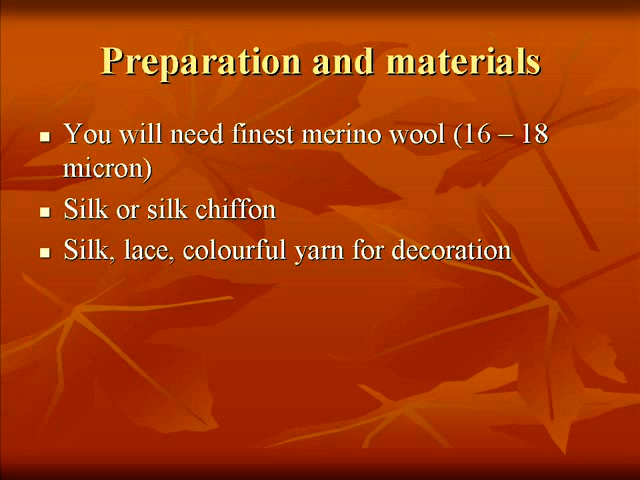 Preparation and materials
You will need finest merino wool (16 – 18
micron)
Silk or silk chiffon
Silk, lace, colourful yarn for decoration